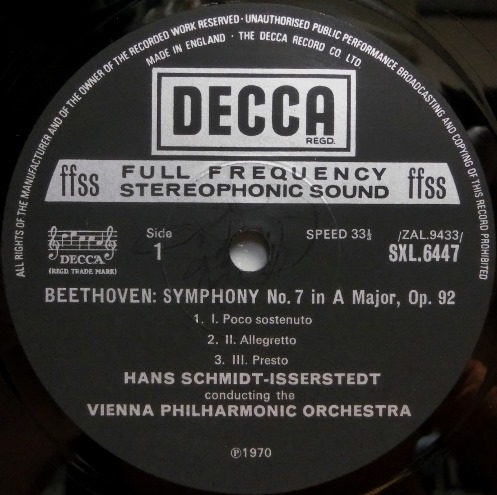 ALL RIGHTS OF THE MANUFACTURER AND OF THE OWNER OF THE RECORDED WORK RESERVED · UNAUTHORISED PUBLIC PERFORMANCE BROADCASTING AND COPYING OF THIS RECORD PROHIBITED
MADE IN ENGLAND · THE DECCA RECORD CO. LTD.
DECCA
REGD.
ffss FULL FREQUENCY STEREOPHONIC SOUND ffss
DECCA
(REGD. TRADE MARK)
Side
1
SPEED 33⅓
/ZAL.9433/
SXL.6447
BEETHOVEN: SYMPHONY No. 7 in A Major, Op. 92
1. I. Poco sostenuto
2. II. Allegretto
3. III. Presto
HANS SCHMIDT-ISSERSTEDT
conducting the
VIENNA PHILHARMONIC ORCHESTRA
℗1970